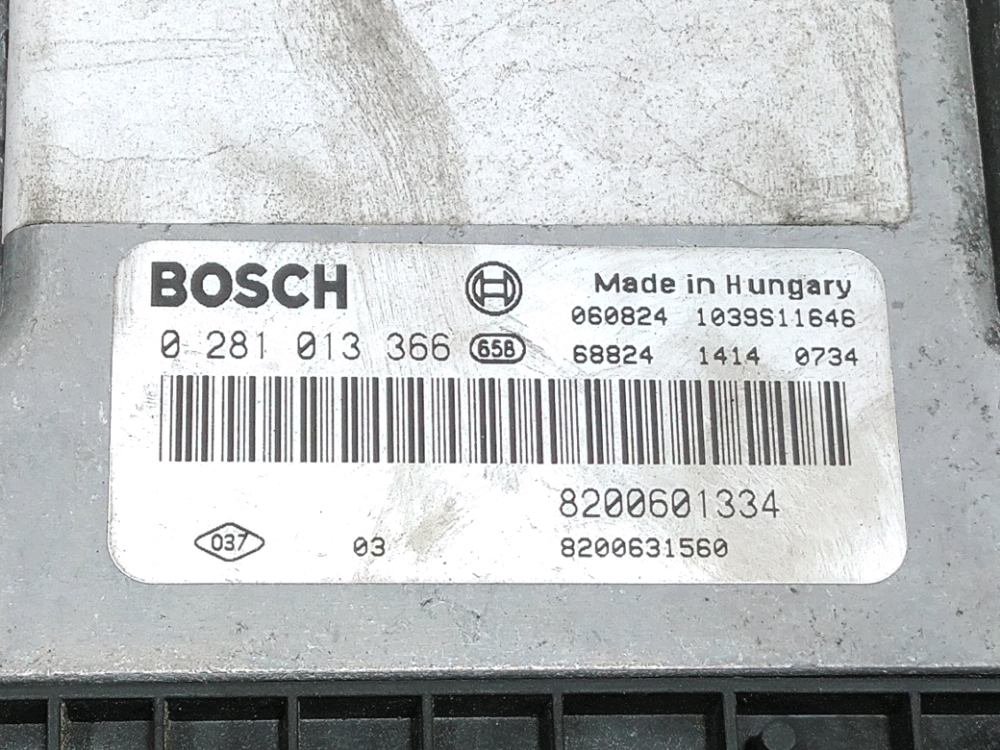 BOSCH
Made in Hungary
060824 1039S11646
0 281 013 366 658
68824 1414 0734
8200601334
037 03 8200631560